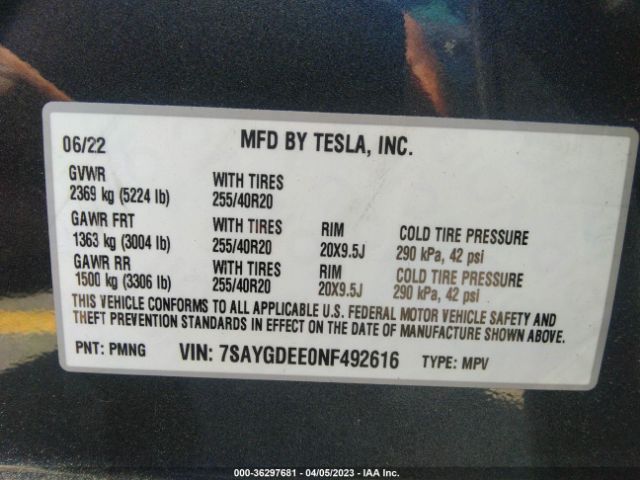 06/22 MFD BY TESLA, INC.
GVWR WITH TIRES
2369 kg (5224 lb) 255/40R20
GAWR FRT WITH TIRES RIM COLD TIRE PRESSURE
1363 kg (3004 lb) 255/40R20 20X9.5J 290 kPa, 42 psi
GAWR RR WITH TIRES RIM COLD TIRE PRESSURE
1500 kg (3306 lb) 255/40R20 20X9.5J 290 kPa, 42 psi
THIS VEHICLE CONFORMS TO ALL APPLICABLE U.S. FEDERAL MOTOR VEHICLE SAFETY AND
THEFT PREVENTION STANDARDS IN EFFECT ON THE DATE OF MANUFACTURE SHOWN ABOVE.
PNT: PMNG VIN: 7SAYGDEE0NF492616 TYPE: MPV
000-36297681 - 04/05/2023 - IAA Inc.